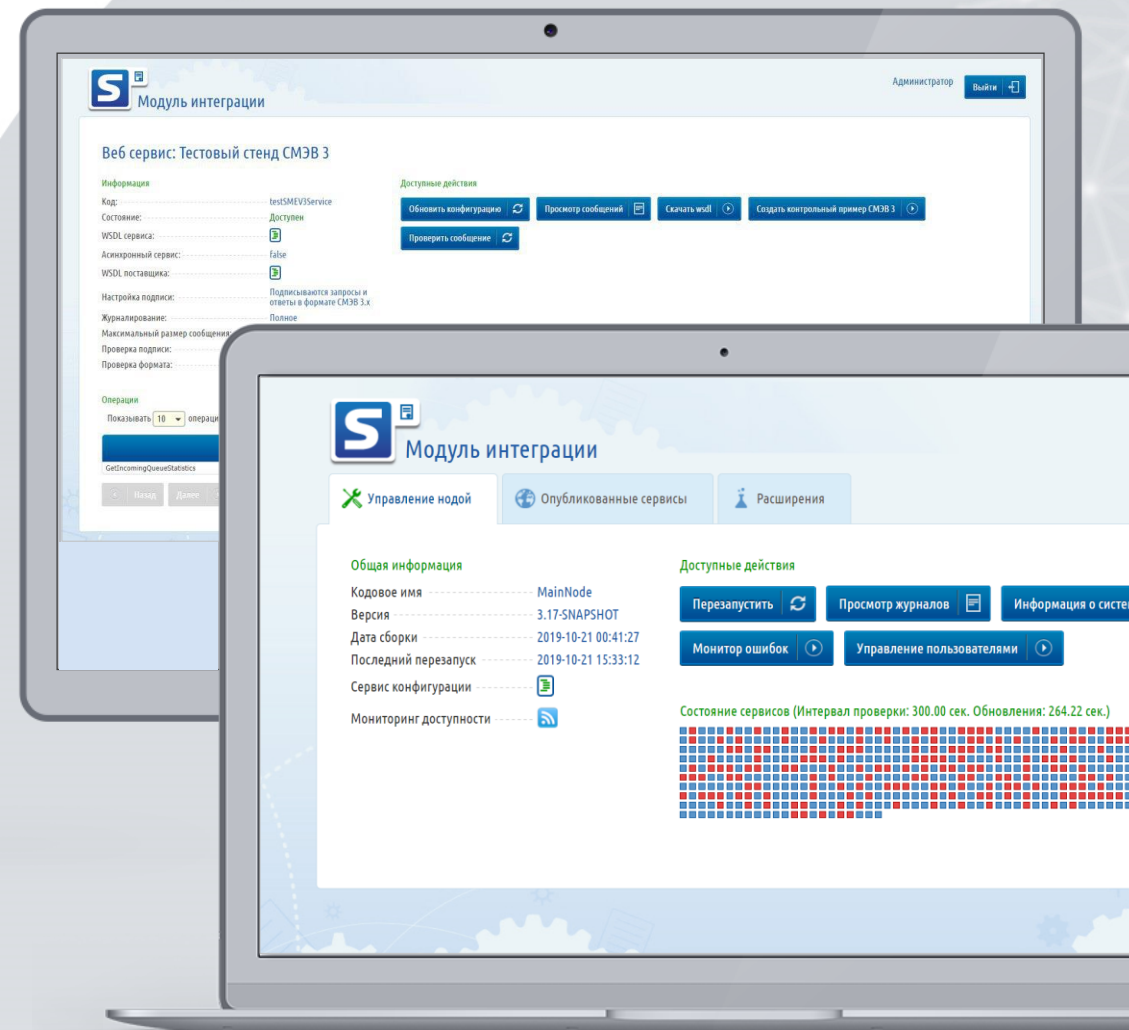 S
Модуль интеграции
Администратор
Выйти
Веб сервис: Тестовый стенд СМЭВ 3
Информация
Код: testSMEV3Service
Состояние: Доступен
WSDL сервиса:
Асинхронный сервис: false
WSDL поставщика:
Настройка подписи: Подписываются запросы и
ответы в формате СМЭВ 3.x
Журналирование: Полное
Максимальный размер сообщения:
Проверка подписи:
Проверка формата:
Доступные действия
Обновить конфигурацию
Просмотр сообщений
Скачать wsdl
Создать контрольный пример СМЭВ 3
Проверить сообщение
Операции
Показывать 10 операци
GetIncomingQueueStatistics
Назад
Далее
S
Модуль интеграции
Управление нодой
Опубликованные сервисы
Расширения
Общая информация
Кодовое имя MainNode
Версия 3.17-SNAPSHOT
Дата сборки 2019-10-21 00:41:27
Последний перезапуск 2019-10-21 15:33:12
Сервис конфигурации
Мониторинг доступности
Доступные действия
Перезапустить
Просмотр журналов
Информация о систе
Монитор ошибок
Управление пользователями
Состояние сервисов (Интервал проверки: 300.00 сек. Обновления: 264.22 сек.)